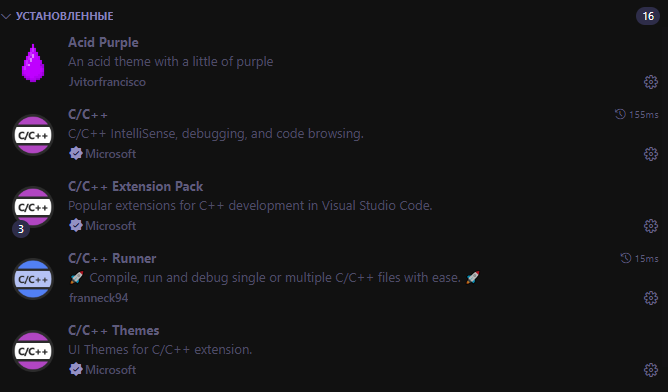 УСТАНОВЛЕННЫЕ 16
Acid Purple
An acid theme with a little of purple
Jvitorfrancisco
C/C++
C/C++ 155ms
C/C++ IntelliSense, debugging, and code browsing.
Microsoft
C/C++
C/C++ Extension Pack
Popular extensions for C++ development in Visual Studio Code.
3
Microsoft
C/C++
C/C++ Runner 15ms
🚀 Compile, run and debug single or multiple C/C++ files with ease. 🚀
franneck94
C/C++
C/C++ Themes
UI Themes for C/C++ extension.
Microsoft